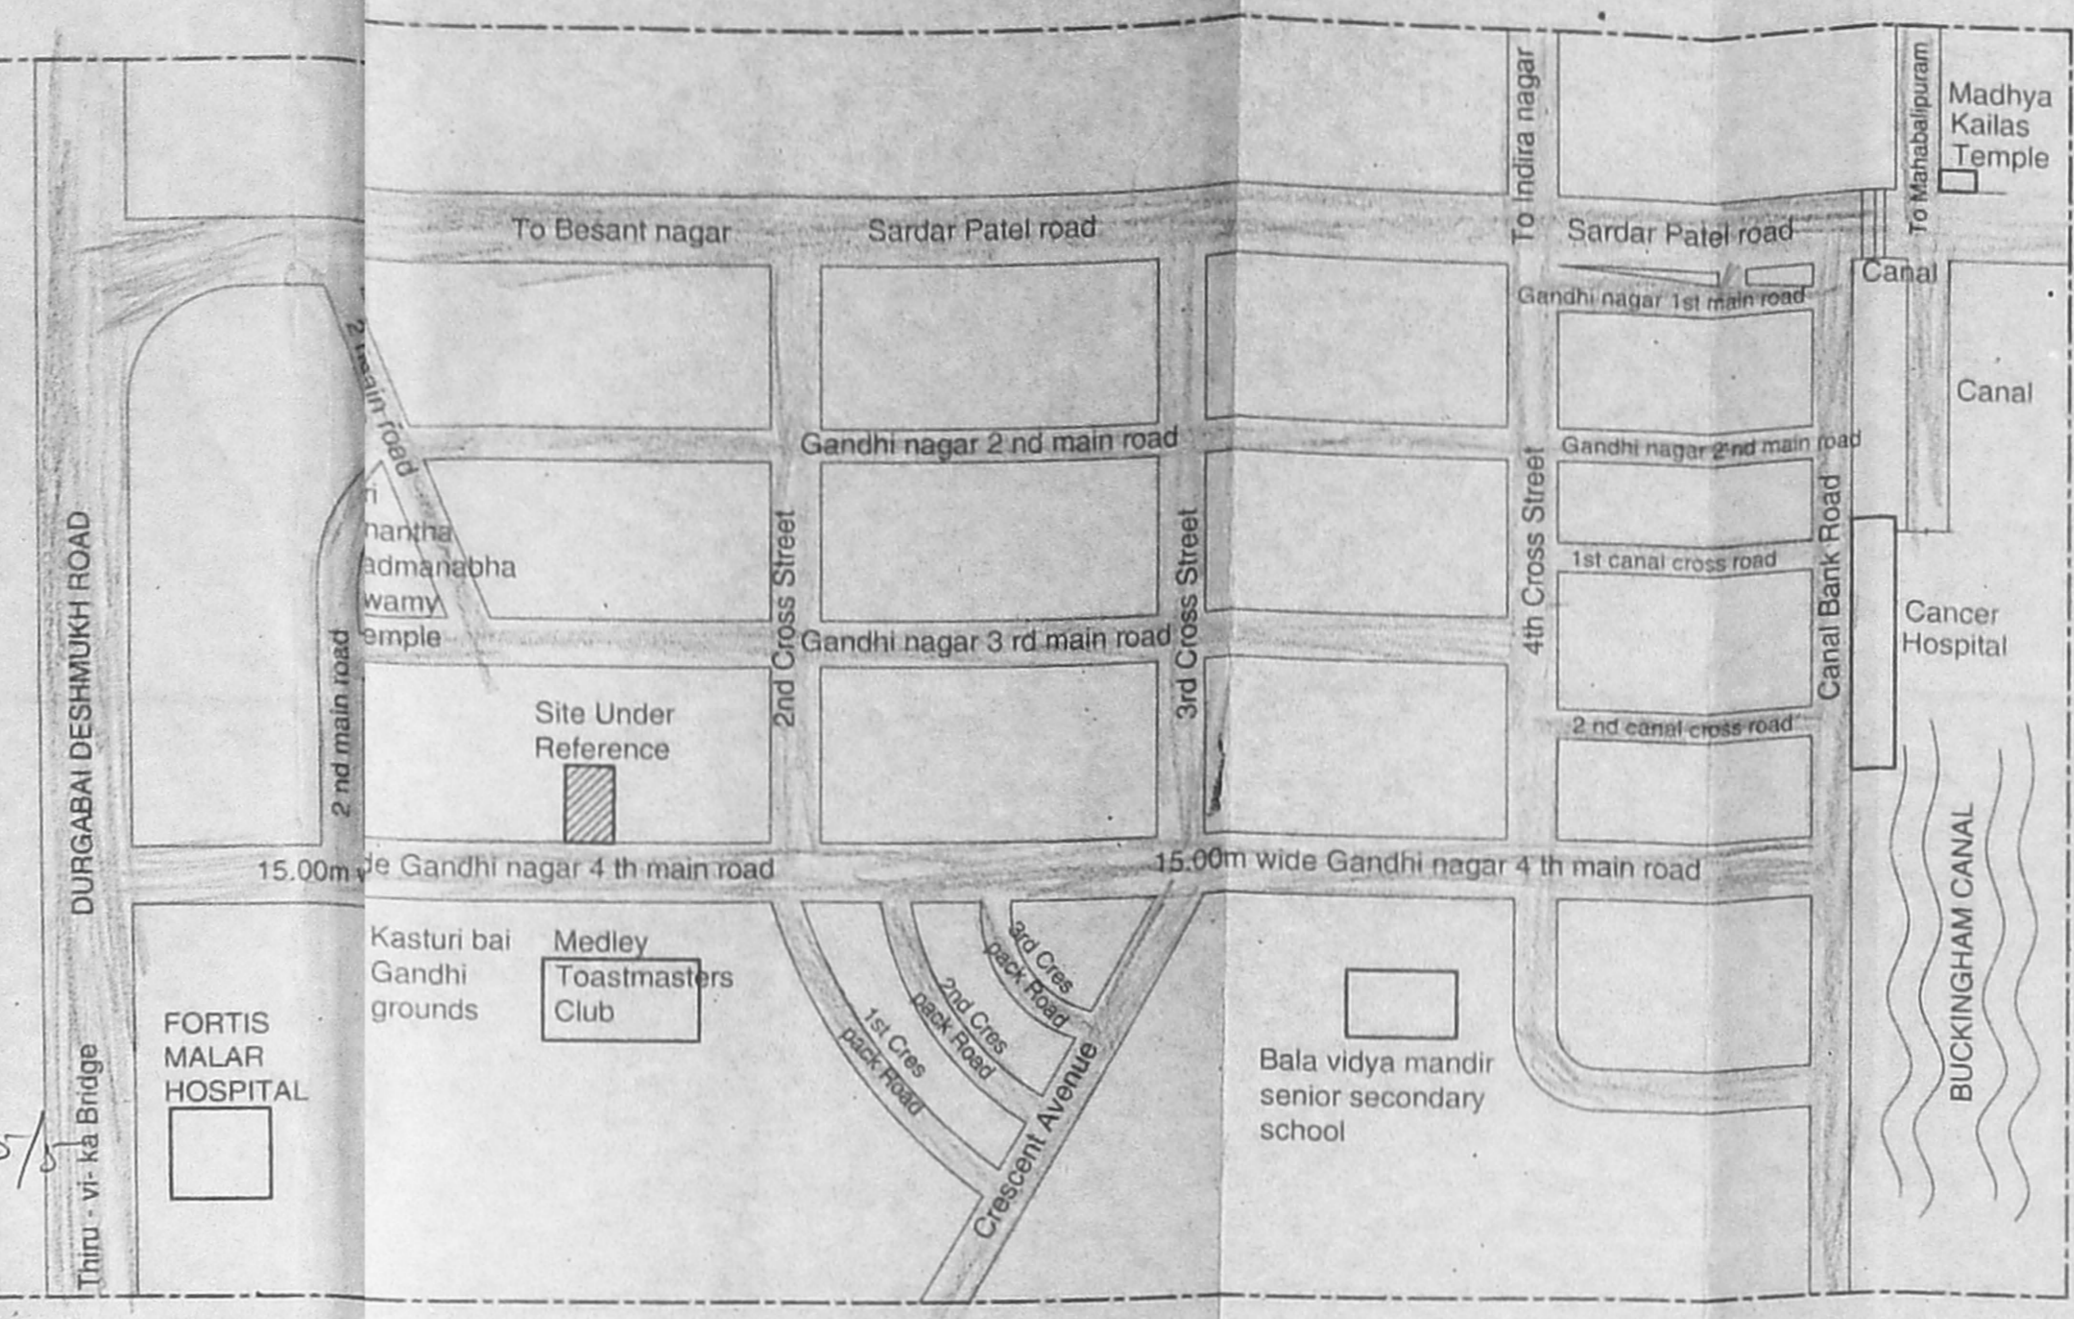 To Indira nagar
To Mahabalipuram
Madhya
Kailas
Temple
To Besant nagar
Sardar Patel road
Sardar Patel road
Canal
Gandhi nagar 1st main road
2 main road
Canal
Gandhi nagar 2 nd main road
Gandhi nagar 2 nd main road
ri
nantha
admanabha
wamy
emple
DURGABAI DESHMUKH ROAD
2nd Cross Street
3rd Cross Street
4th Cross Street
1st canal cross road
Canal Bank Road
Cancer
Hospital
2 nd main road
Gandhi nagar 3 rd main road
Site Under
Reference
2 nd canal cross road
15.00m
de Gandhi nagar 4 th main road
15.00m wide Gandhi nagar 4 th main road
Kasturi bai
Gandhi
grounds
Medley
Toastmasters
Club
3rd Cres
pack Road
2nd Cres
pack Road
1st Cres
pack Road
Crescent Avenue
FORTIS
MALAR
HOSPITAL
Bala vidya mandir
senior secondary
school
BUCKINGHAM CANAL
Thiru - vi- ka Bridge